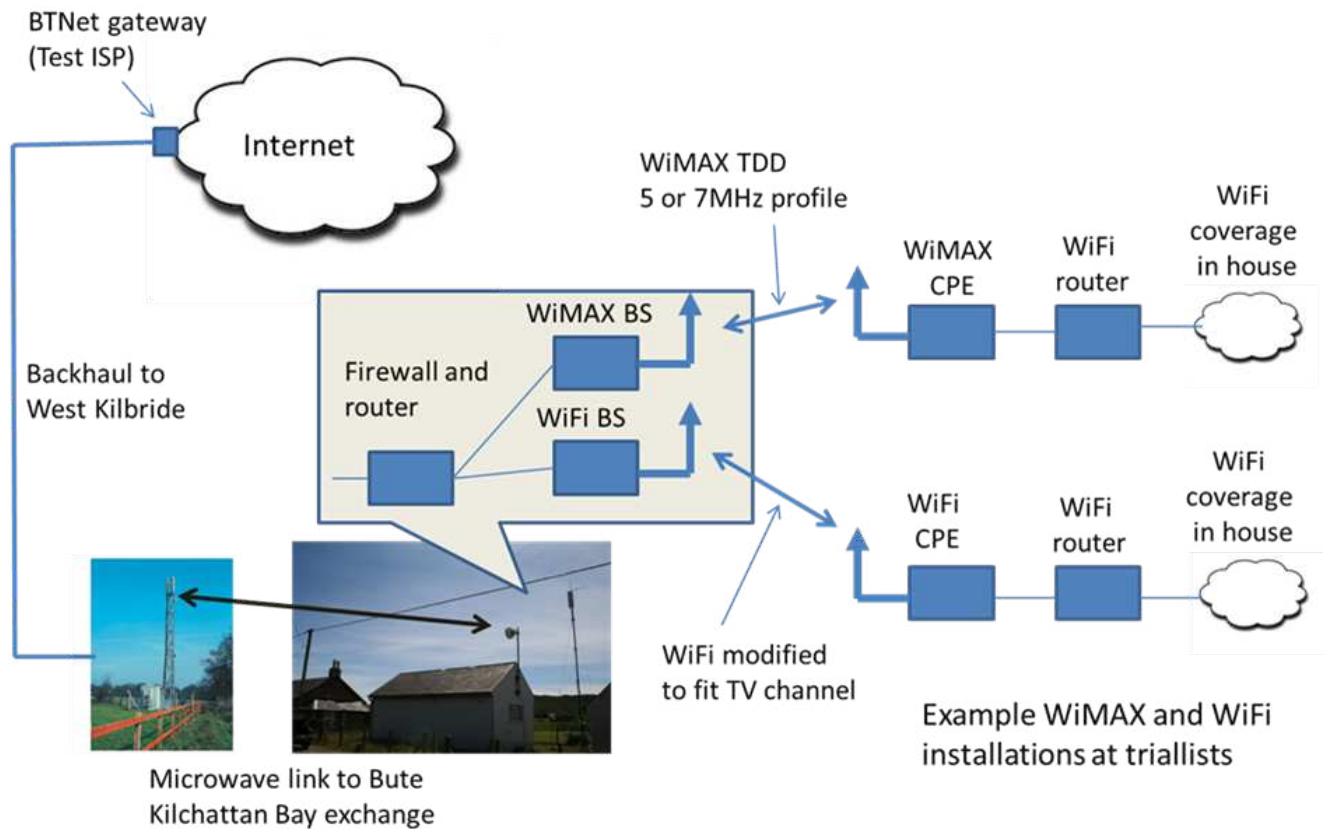 BTNet gateway
(Test ISP)
Internet
WiMAX TDD
5 or 7MHz profile
WiFi
coverage
in house
WiMAX
CPE
WiFi
router
WiMAX BS
Firewall and
router
WiFi BS
Backhaul to
West Kilbride
WiFi
CPE
WiFi
router
WiFi
coverage
in house
WiFi modified
to fit TV channel
Example WiMAX and WiFi
installations at triallists
Microwave link to Bute
Kilchattan Bay exchange